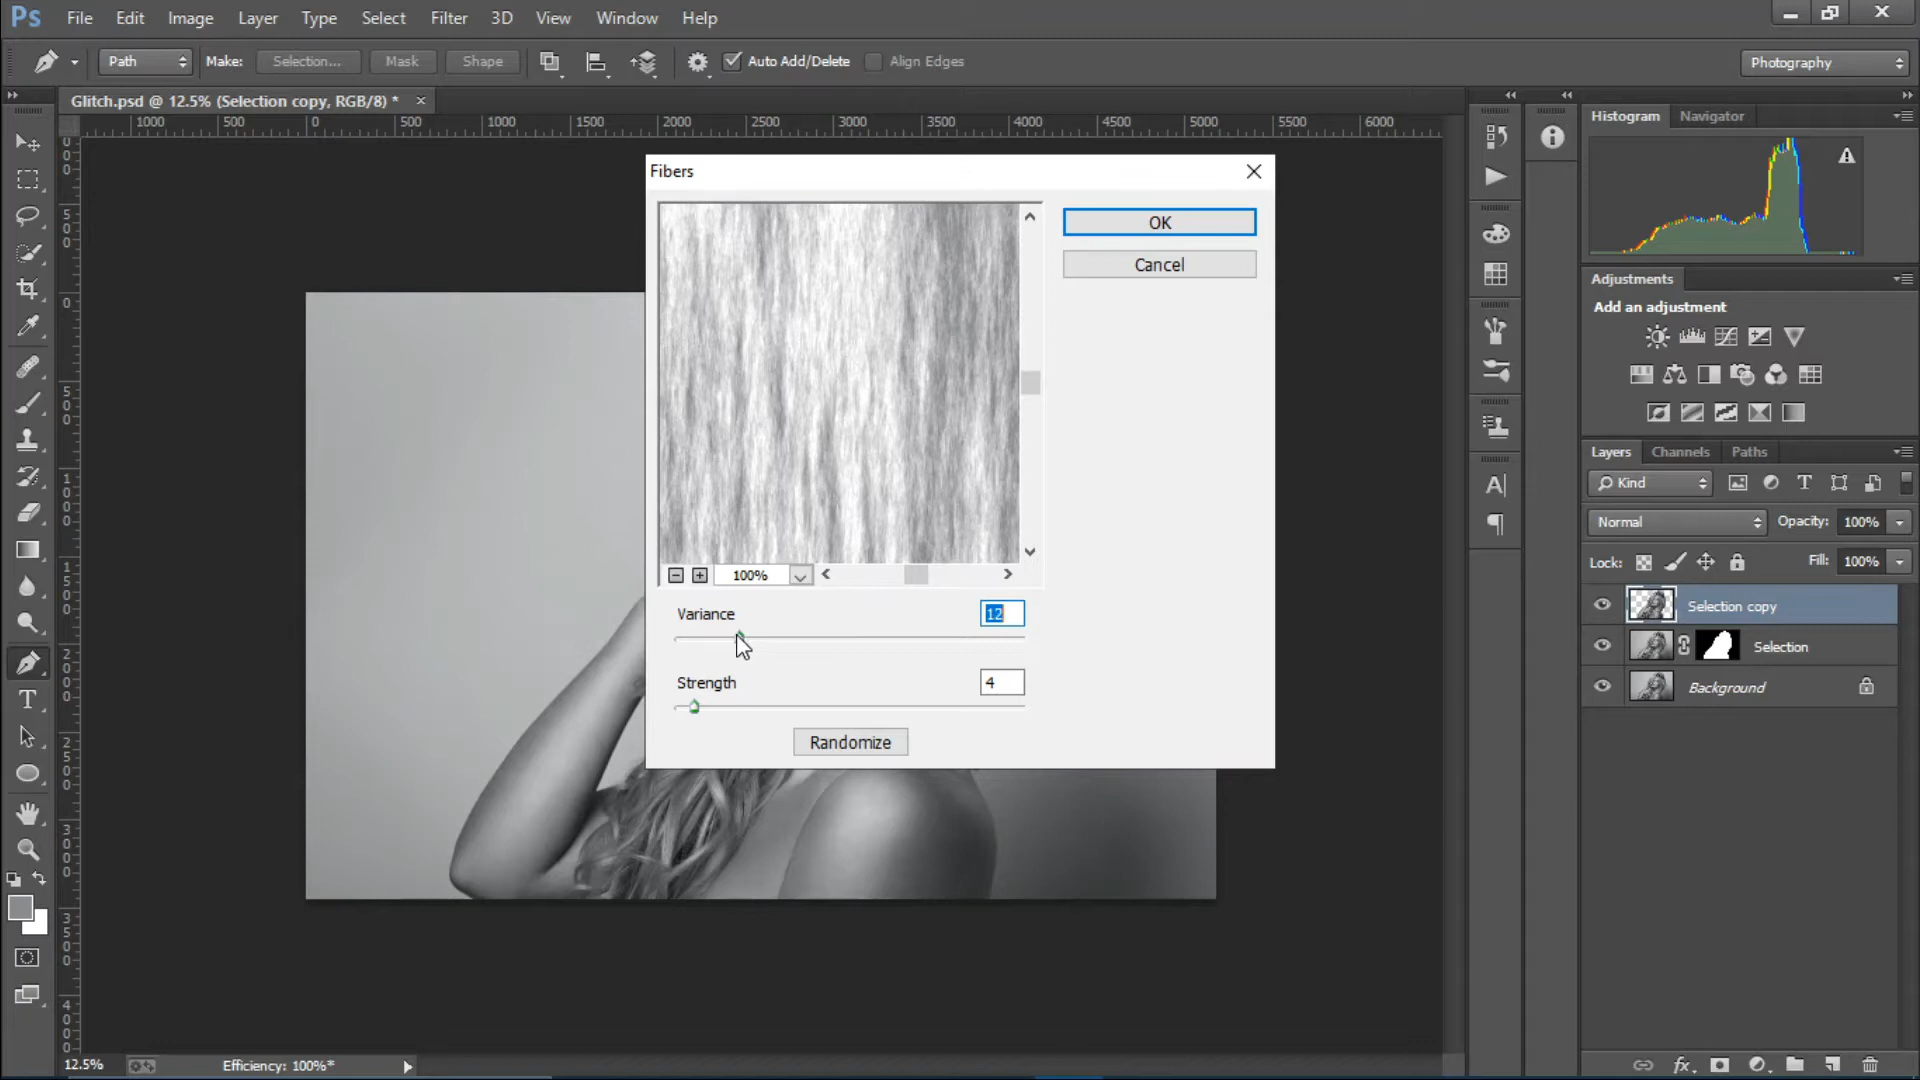 Ps File Edit Image Layer Type Select Filter 3D View Window Help
Path Make: Selection... Mask Shape Auto Add/Delete Align Edges Photography
Glitch.psd @ 12.5% (Selection copy, RGB/8) * ×
1000 500 0 500 1000 1500 2000 2500 3000 3500 4000 4500 5000 5500 6000
Histogram Navigator
Fibers
OK
Cancel
100%
Variance 12
Strength 4
Randomize
Adjustments
Add an adjustment
Layers Channels Paths
Kind
Normal Opacity: 100%
Lock: Fill: 100%
Selection copy
Selection
Background
12.5% Efficiency: 100%*